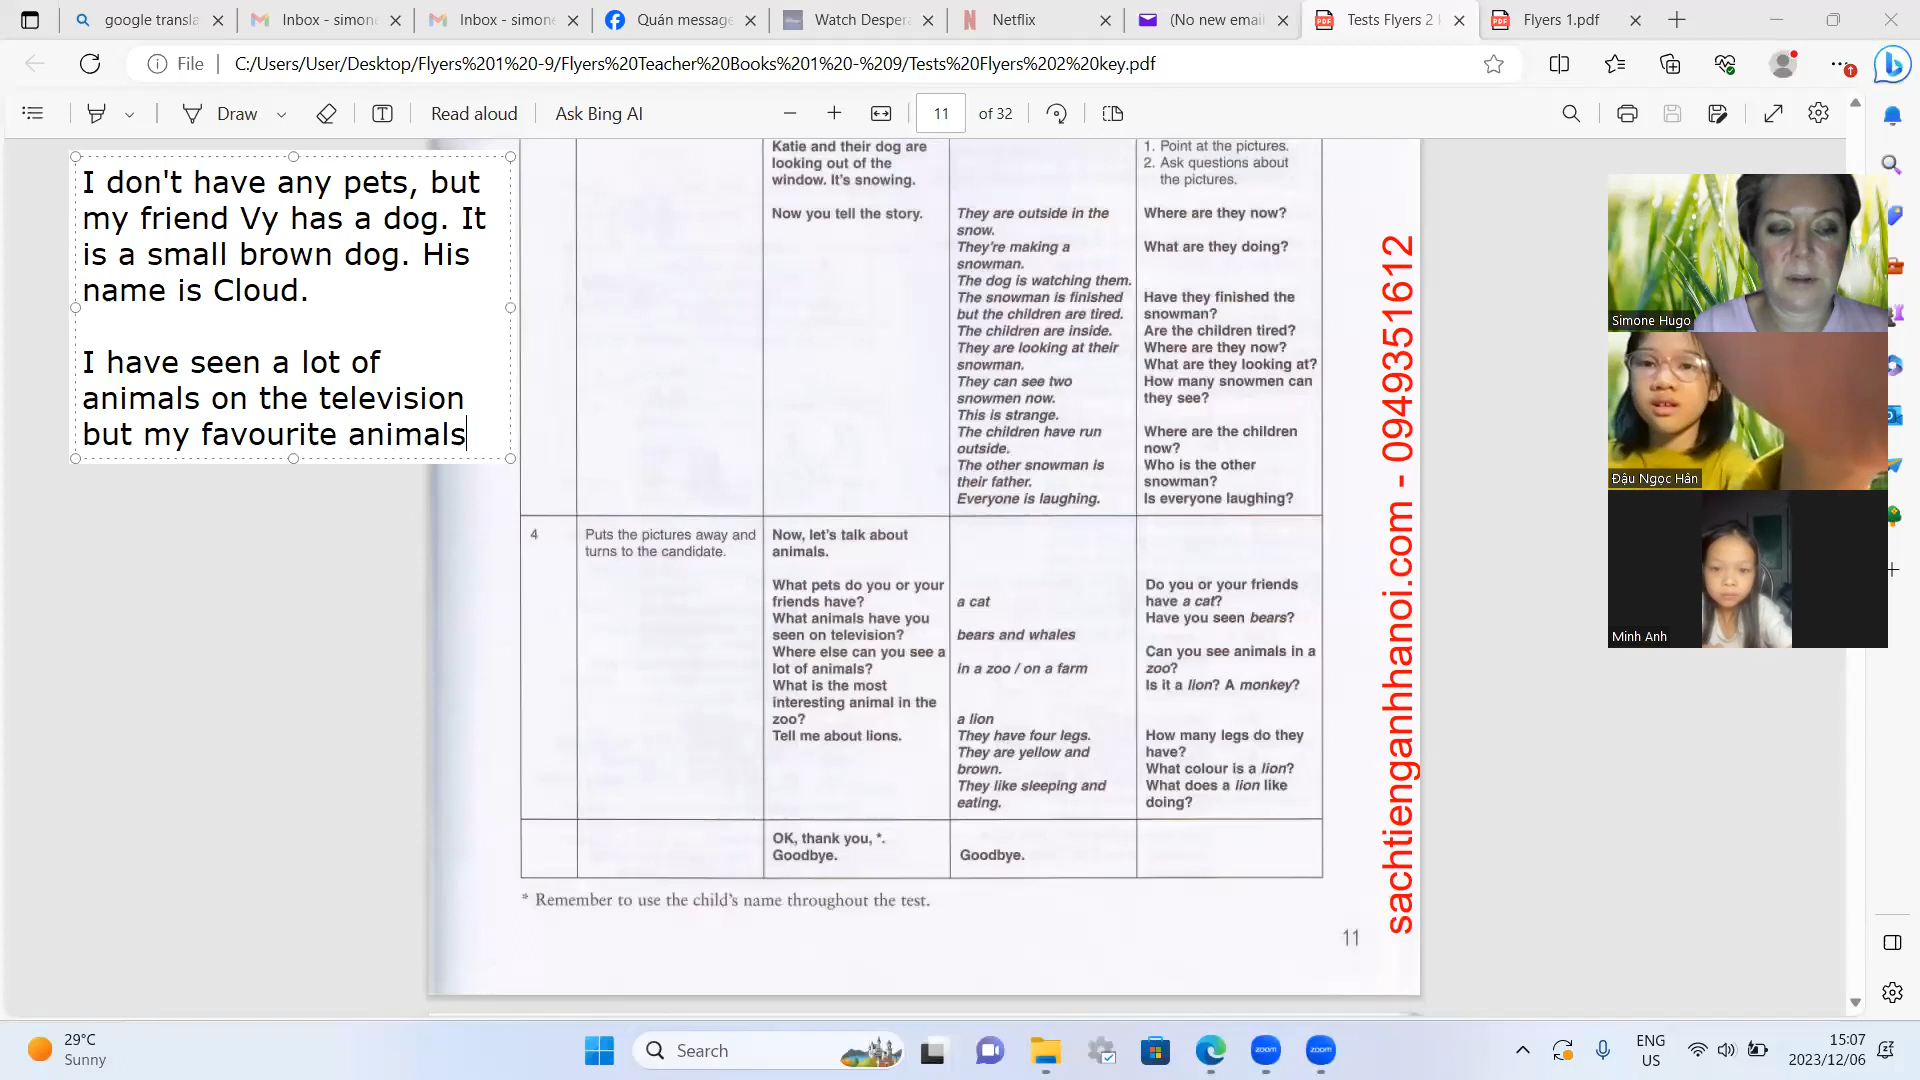 google transla
Inbox - simone
Inbox - simone
Quán message
Watch Despera
Netflix
(No new email
Tests Flyers 2 k
Flyers 1.pdf
File
C:/Users/User/Desktop/Flyers%201%20-9/Flyers%20Teacher%20Books%201%20-%209/Tests%20Flyers%202%20key.pdf
Draw
Read aloud
Ask Bing AI
11
of 32
I don't have any pets, but
my friend Vy has a dog. It
is a small brown dog. His
name is Cloud.
I have seen a lot of
animals on the television
but my favourite animals
Katie and their dog are
looking out of the
window. It's snowing.
Now you tell the story.
They are outside in the
snow.
They're making a
snowman.
The dog is watching them.
The snowman is finished
but the children are tired.
The children are inside.
They are looking at their
snowman.
They can see two
snowmen now.
This is strange.
The children have run
outside.
The other snowman is
their father.
Everyone is laughing.
1. Point at the pictures.
2. Ask questions about
the pictures.
Where are they now?
What are they doing?
Have they finished the
snowman?
Are the children tired?
Where are they now?
What are they looking at?
How many snowmen can
they see?
Where are the children
now?
Who is the other
snowman?
Is everyone laughing?
4
Puts the pictures away and
turns to the candidate.
Now, let's talk about
animals.
What pets do you or your
friends have?
What animals have you
seen on television?
Where else can you see a
lot of animals?
What is the most
interesting animal in the
zoo?
Tell me about lions.
a cat
bears and whales
in a zoo / on a farm
a lion
They have four legs.
They are yellow and
brown.
They like sleeping and
eating.
Do you or your friends
have a cat?
Have you seen bears?
Can you see animals in a
zoo?
Is it a lion? A monkey?
How many legs do they
have?
What colour is a lion?
What does a lion like
doing?
OK, thank you, *.
Goodbye.
Goodbye.
* Remember to use the child's name throughout the test.
11
sachtienganhhanoi.com - 0949351612
Simone Hugo
Đậu Ngọc Hân
Minh Anh
29°C
Sunny
Search
zoom
zoom
ENG
US
15:07
2023/12/06